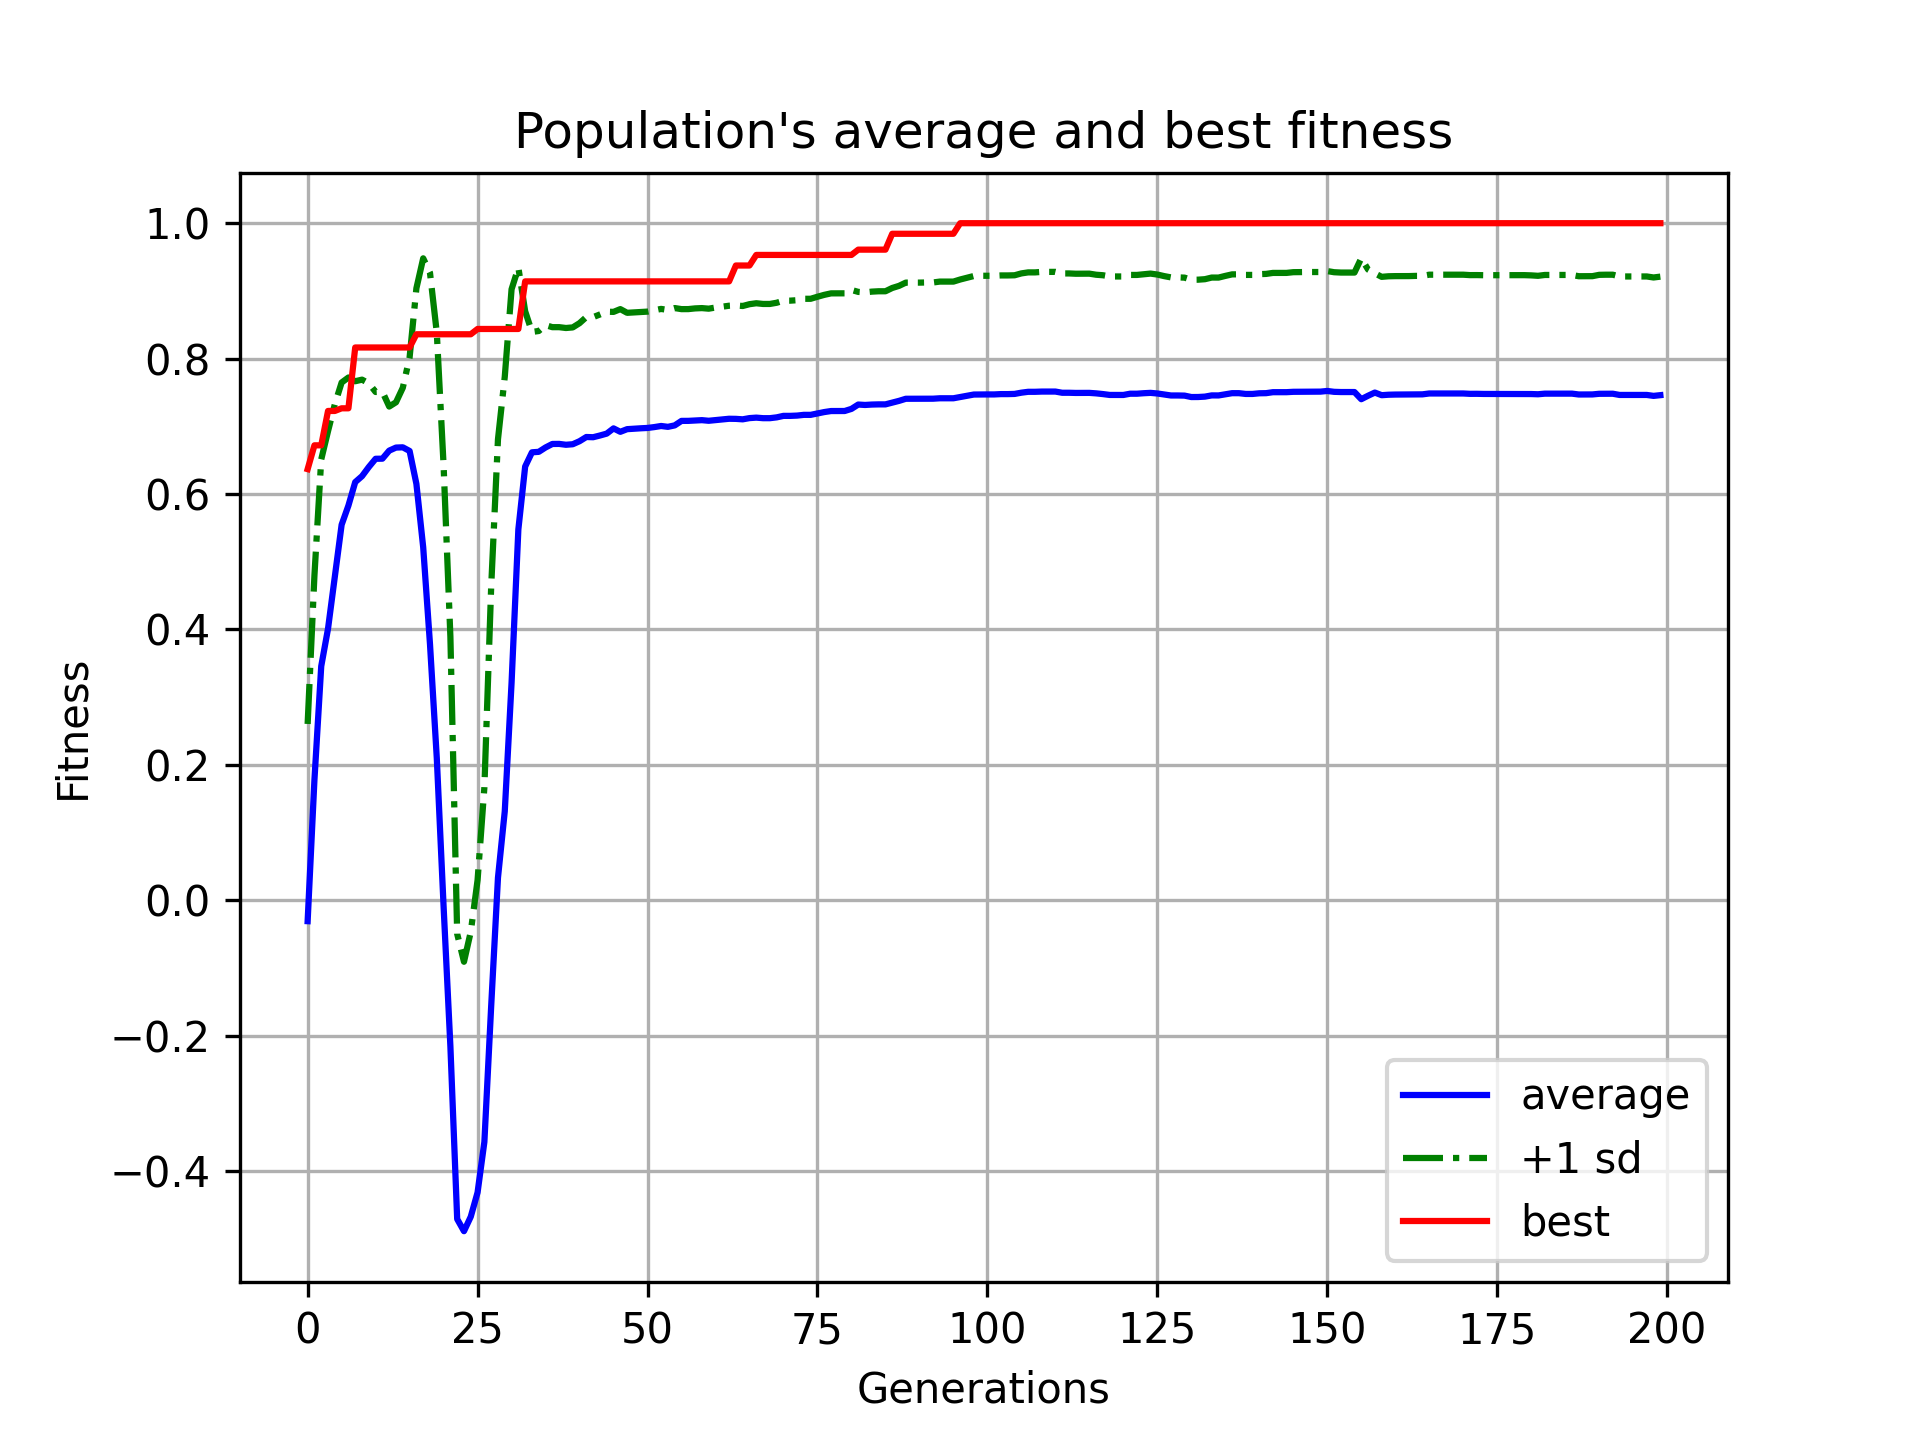 Population's average and best fitness
1.0
0.8
0.6
0.4
0.2
0.0
−0.2
−0.4
Fitness
0 25 50 75 100 125 150 175 200
Generations
average
+1 sd
best